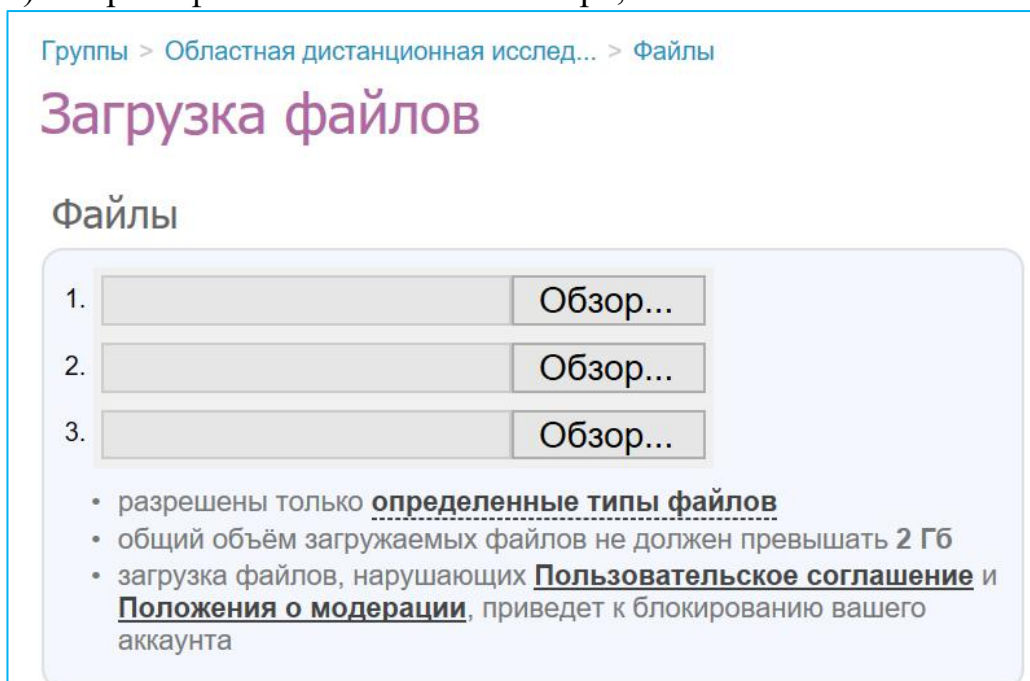 Группы > Областная дистанционная исслед... > Файлы
Загрузка файлов
Файлы
1. Обзор...
2. Обзор...
3. Обзор...
• разрешены только определенные типы файлов
• общий объём загружаемых файлов не должен превышать 2 Гб
• загрузка файлов, нарушающих Пользовательское соглашение и
Положения о модерации, приведет к блокированию вашего
аккаунта